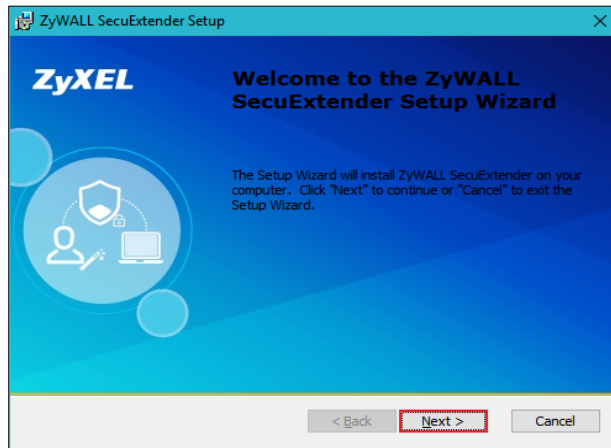 ZyWALL SecuExtender Setup
ZyXEL
Welcome to the ZyWALL
SecuExtender Setup Wizard
The Setup Wizard will install ZyWALL SecuExtender on your
computer. Click "Next" to continue or "Cancel" to exit the
Setup Wizard.
< Back
Next >
Cancel